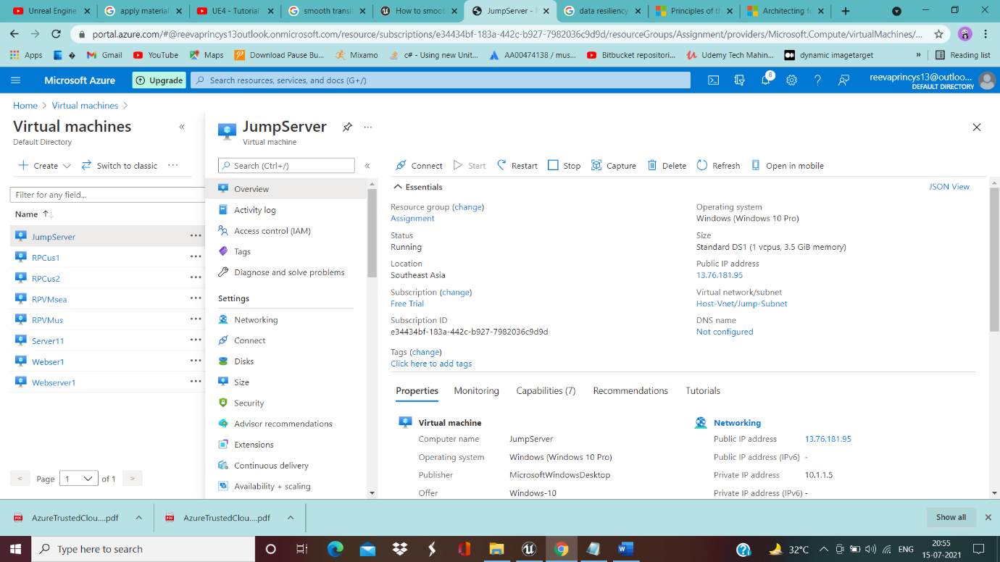 Unreal Engine
apply material
UE4 - Tutorial
smooth transit
How to smoot
JumpServer -
data resiliency
Principles of th
Architecting fo
portal.azure.com/#@reevaprincys13outlook.onmicrosoft.com/resource/subscriptions/e34434bf-183a-442c-b927-7982036c9d9d/resourceGroups/Assignment/providers/Microsoft.Compute/virtualMachines/...
Apps
Gmail
YouTube
Maps
Download Pause Bu...
Mixamo
c# - Using new Unit...
AA00474138 / mus...
Bitbucket repositori...
Udemy Tech Mahin...
dynamic imagetarget
»
Reading list
Microsoft Azure
Upgrade
Search resources, services, and docs (G+/)
8
reevaprincys13@outloo...
DEFAULT DIRECTORY
Home > Virtual machines >
Virtual machines
«
Default Directory
+ Create
Switch to classic
...
Filter for any field...
Name ↑↓
JumpServer ...
RPCus1 ...
RPCus2 ...
RPVMsea ...
RPVMus ...
Server11 ...
Webser1 ...
Webserver1 ...
< Page 1 of 1 >
JumpServer
...
Virtual machine
Search (Ctrl+/)
«
Overview
Activity log
Access control (IAM)
Tags
Diagnose and solve problems
Settings
Networking
Connect
Disks
Size
Security
Advisor recommendations
Extensions
Continuous delivery
Availability + scaling
Connect
Start
Restart
Stop
Capture
Delete
Refresh
Open in mobile
Essentials
JSON View
Resource group (change)
Assignment
Status
Running
Location
Southeast Asia
Subscription (change)
Free Trial
Subscription ID
e34434bf-183a-442c-b927-7982036c9d9d
Tags (change)
Click here to add tags
Operating system
Windows (Windows 10 Pro)
Size
Standard DS1 (1 vcpus, 3.5 GiB memory)
Public IP address
13.76.181.95
Virtual network/subnet
Host-Vnet/Jump-Subnet
DNS name
Not configured
Properties
Monitoring
Capabilities (7)
Recommendations
Tutorials
Virtual machine
Computer name JumpServer
Operating system Windows (Windows 10 Pro)
Publisher MicrosoftWindowsDesktop
Offer Windows-10
Networking
Public IP address 13.76.181.95
Public IP address (IPv6) -
Private IP address 10.1.1.5
Private IP address (IPv6) -
AzureTrustedClou....pdf
AzureTrustedClou....pdf
Show all
Type here to search
32°C
ENG
20:55
15-07-2021